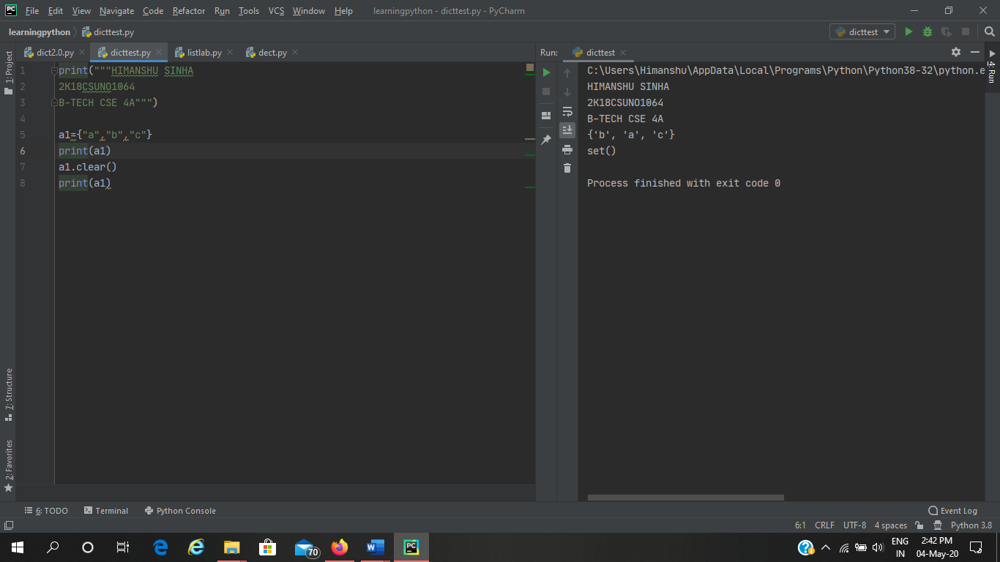 PC File Edit View Navigate Code Refactor Run Tools VCS Window Help learningpython - dicttest.py - PyCharm
learningpython dicttest.py dicttest
dict2.0.py dicttest.py listlab.py dect.py
Run: dicttest
1: Project
4: Run
1 print("""HIMANSHU SINHA
2 2K18CSUNO1064
3 B-TECH CSE 4A""")
4
5 a1={"a","b","c"}
6 print(a1)
7 a1.clear()
8 print(a1)
C:\Users\Himanshu\AppData\Local\Programs\Python\Python38-32\python.e
HIMANSHU SINHA
2K18CSUNO1064
B-TECH CSE 4A
{'b', 'a', 'c'}
set()
Process finished with exit code 0
7: Structure
2: Favorites
6: TODO Terminal Python Console Event Log
6:1 CRLF UTF-8 4 spaces Python 3.8
70
PC
ENG
IN
2:42 PM
04-May-20